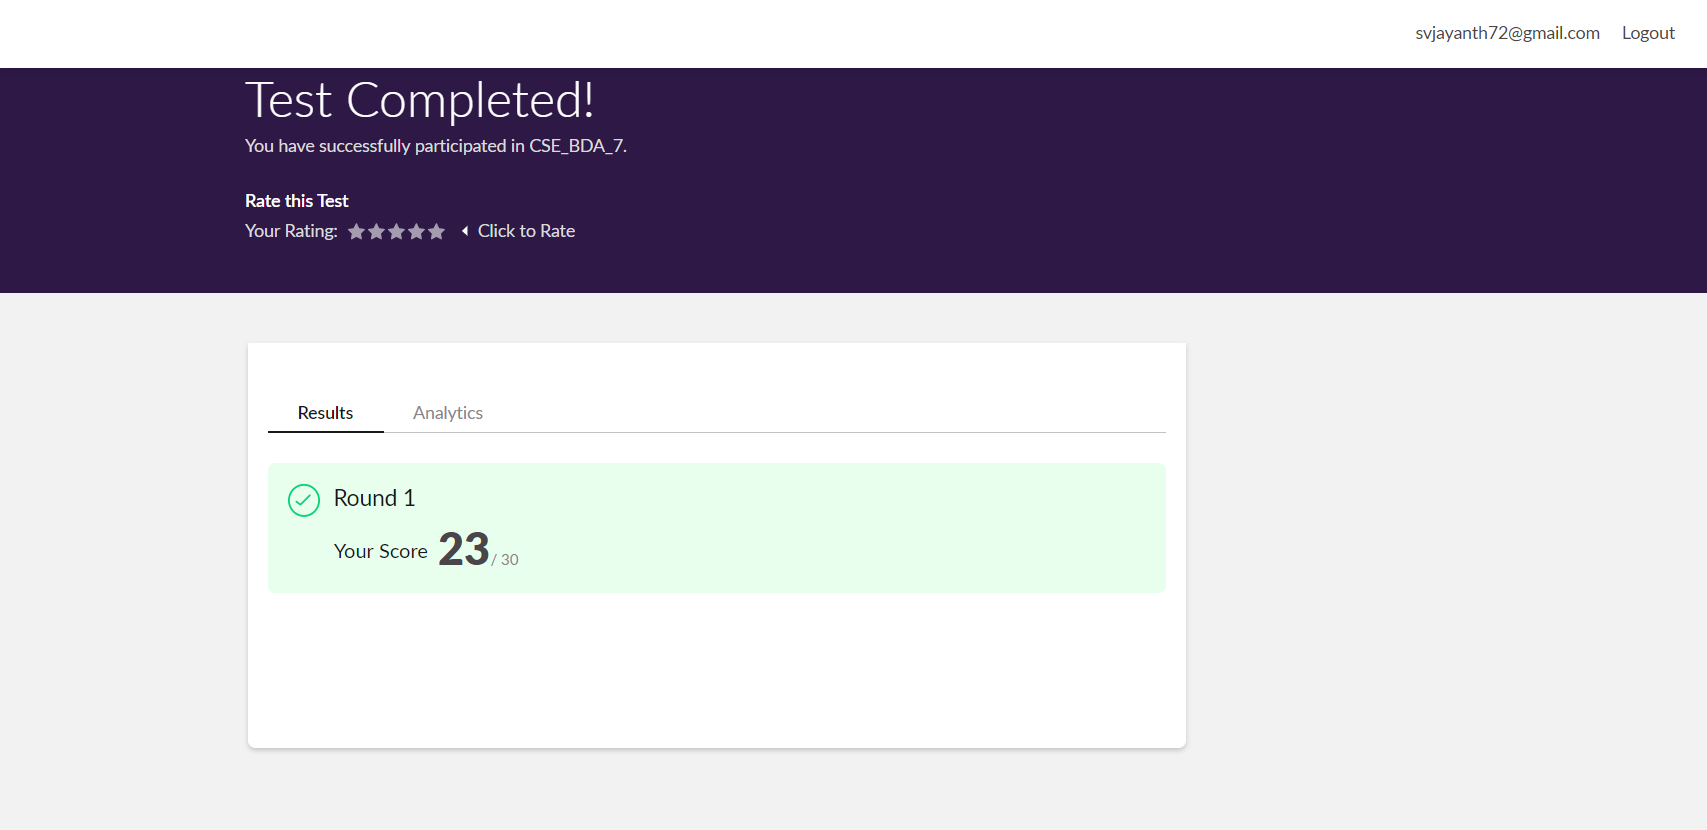 svjayanth72@gmail.com Logout
Test Completed!
You have successfully participated in CSE_BDA_7.
Rate this Test
Your Rating: Click to Rate
Results Analytics
Round 1
Your Score 23 / 30